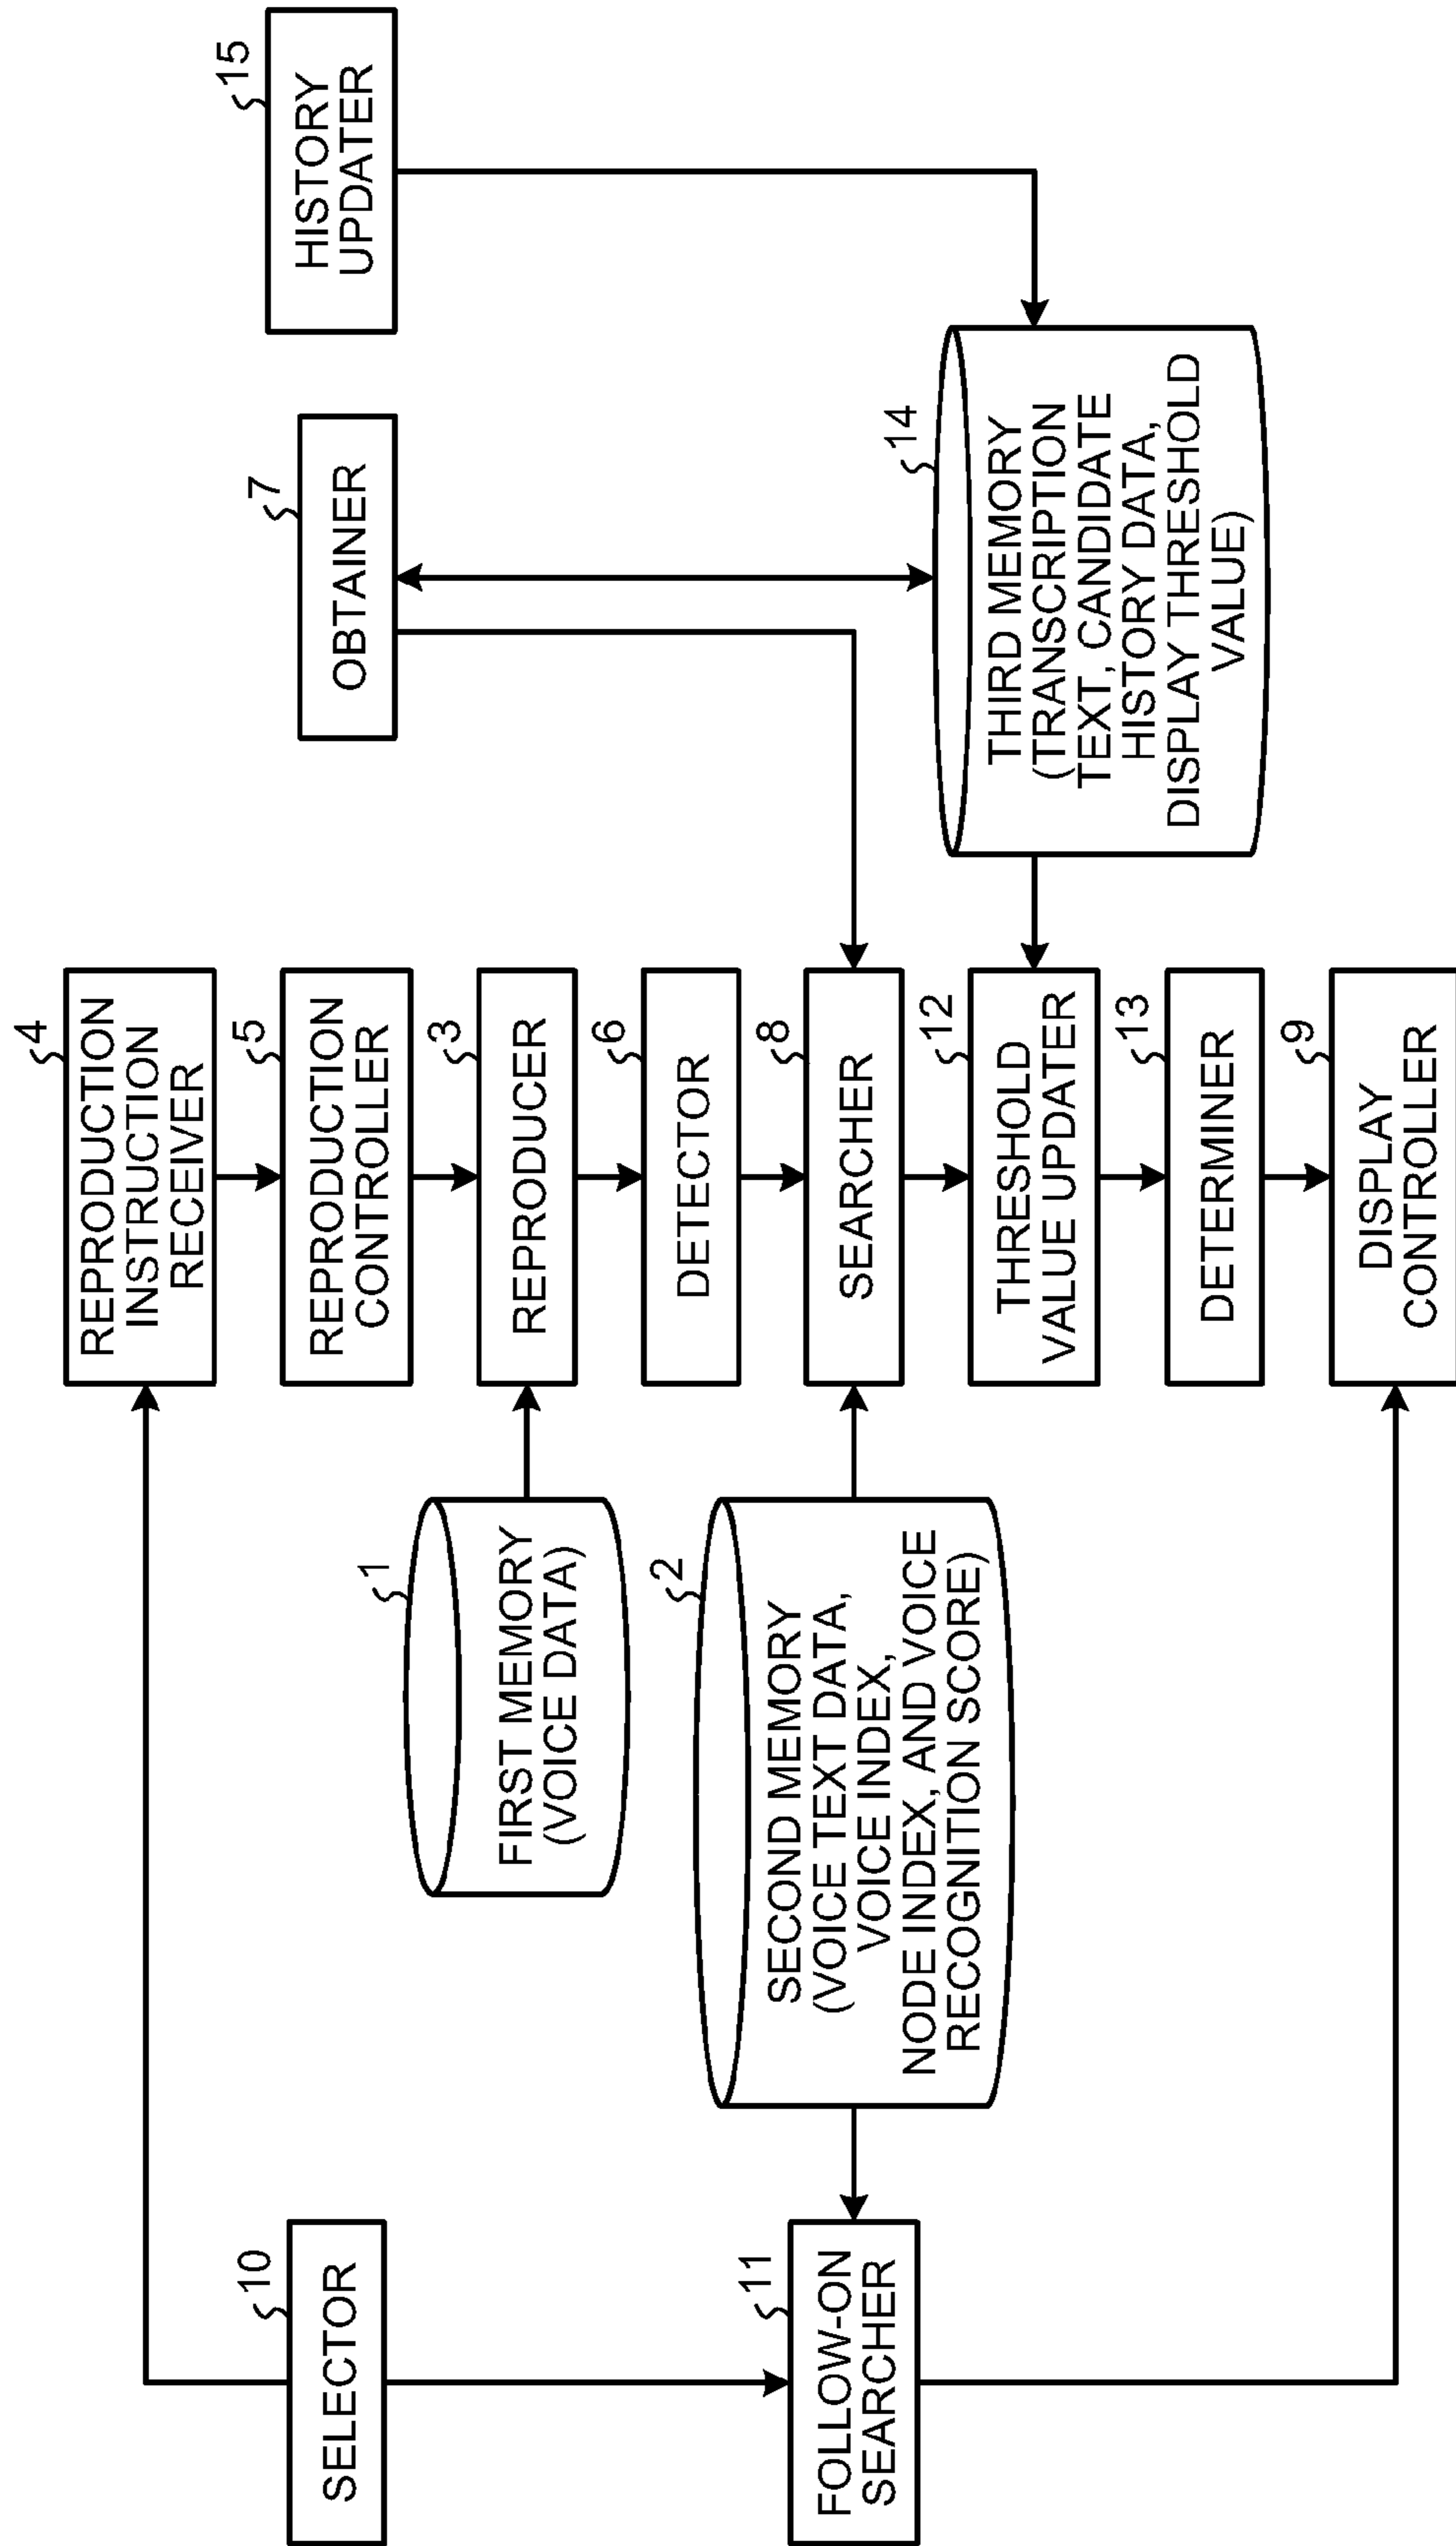 4
REPRODUCTION
INSTRUCTION
RECEIVER
10
SELECTOR
5
REPRODUCTION
CONTROLLER
7
OBTAINER
15
HISTORY
UPDATER
1
FIRST MEMORY
(VOICE DATA)
3
REPRODUCER
6
DETECTOR
2
SECOND MEMORY
(VOICE TEXT DATA,
VOICE INDEX,
NODE INDEX, AND VOICE
RECOGNITION SCORE)
11
FOLLOW-ON
SEARCHER
8
SEARCHER
14
THIRD MEMORY
(TRANSCRIPTION
TEXT, CANDIDATE
HISTORY DATA,
DISPLAY THRESHOLD
VALUE)
12
THRESHOLD
VALUE UPDATER
13
DETERMINER
9
DISPLAY
CONTROLLER